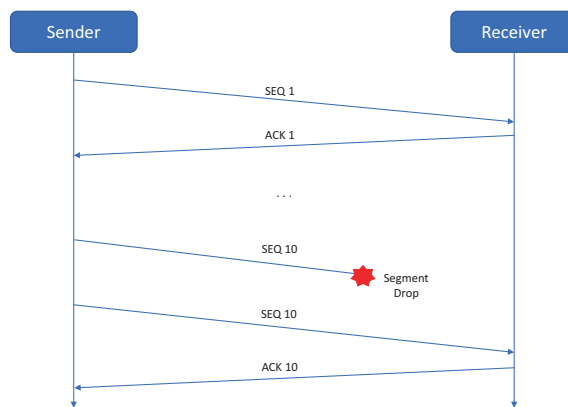 Sender
Receiver
SEQ 1
ACK 1
. . .
SEQ 10
Segment
Drop
SEQ 10
ACK 10